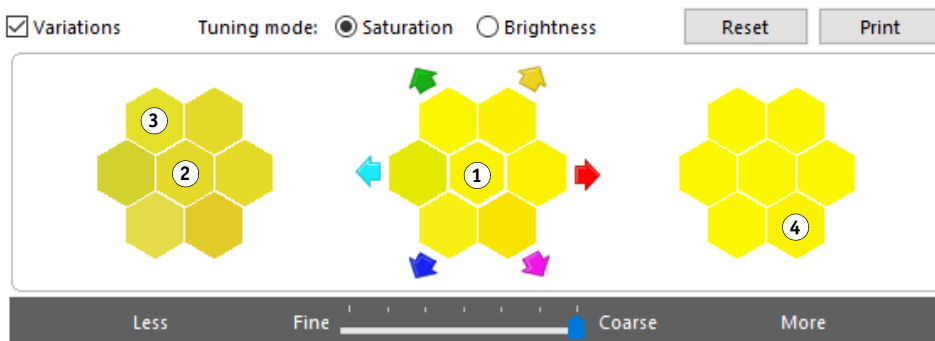 Variations Tuning mode: Saturation Brightness Reset Print
3
2 1
4
Less Fine Coarse More